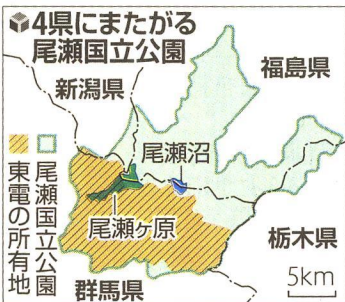 4県にまたがる
尾瀬国立公園
新潟県
福島県
尾瀬沼
尾瀬ヶ原
栃木県
群馬県
5km
尾瀬国立公園
東電の所有地